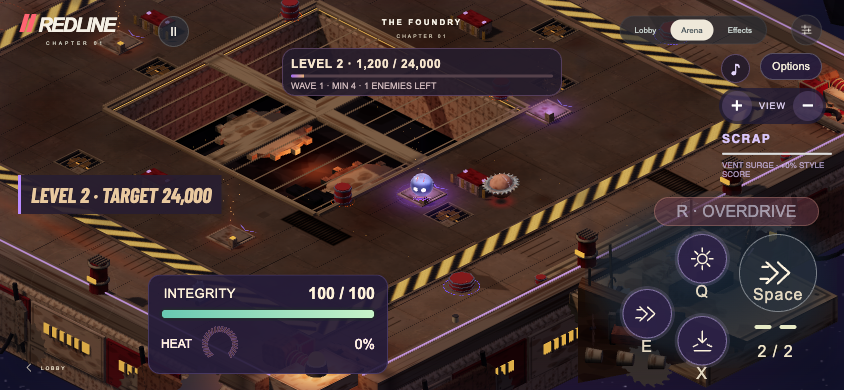 REDLINE
CHAPTER 01
THE FOUNDRY
CHAPTER 01
Lobby
Arena
Effects
Options
LEVEL 2 · 1,200 / 24,000
WAVE 1 · MIN 4 · 1 ENEMIES LEFT
+ VIEW −
SCRAP
VENT SURGE · +0% STYLE
SCORE
LEVEL 2 · TARGET 24,000
R · OVERDRIVE
Q
Space
E
X
2 / 2
INTEGRITY 100 / 100
HEAT 0%
LOBBY